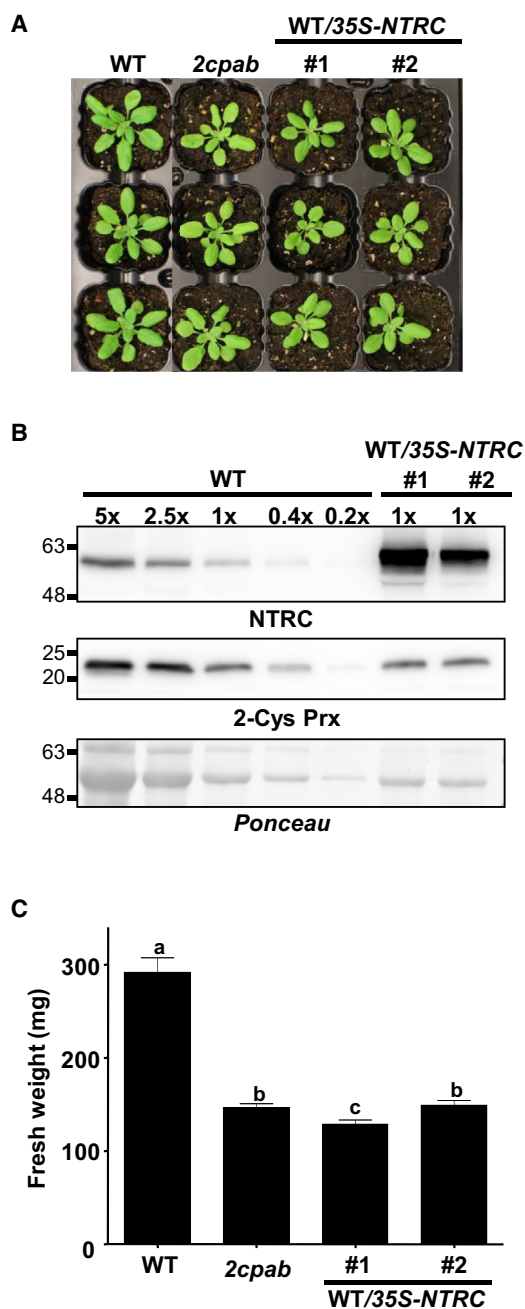 A
WT/35S-NTRC
WT 2cpab #1 #2
B
WT/35S-NTRC
WT #1 #2
5x 2.5x 1x 0.4x 0.2x 1x 1x
63
48
NTRC
25
20
2-Cys Prx
63
48
Ponceau
C
Fresh weight (mg)
300
200
100
0
a
b
c
b
WT 2cpab #1 #2
WT/35S-NTRC